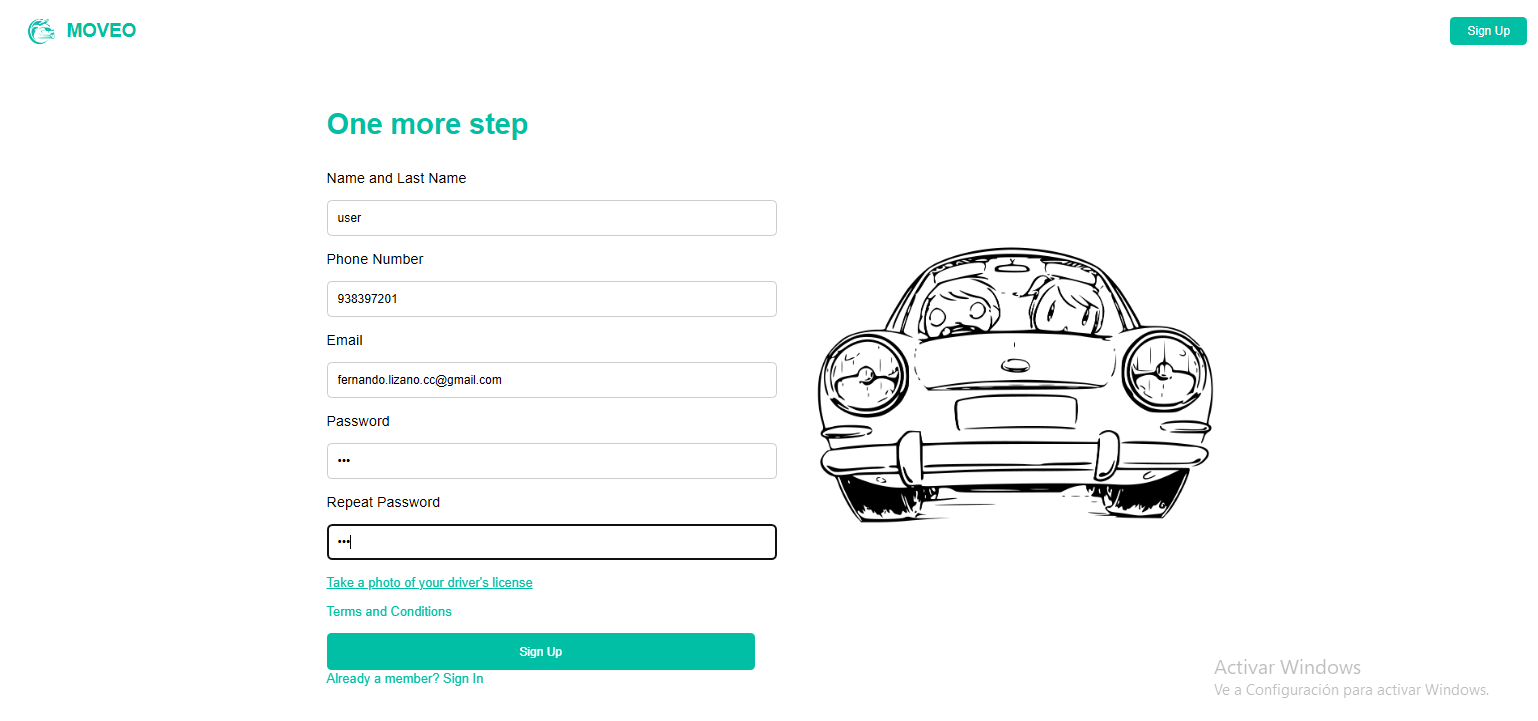 MOVEO
Sign Up
One more step
Name and Last Name
user
Phone Number
938397201
Email
fernando.lizano.cc@gmail.com
Password
•••
Repeat Password
•••
Take a photo of your driver's license
Terms and Conditions
Sign Up
Already a member? Sign In
Activar Windows
Ve a Configuración para activar Windows.